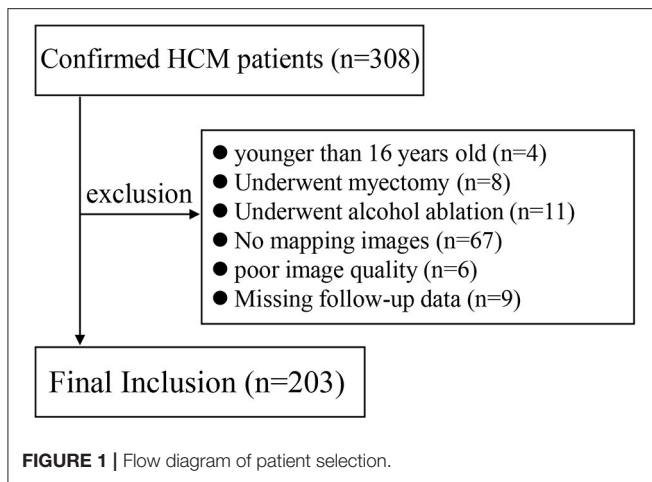 Confirmed HCM patients (n=308)
exclusion
● younger than 16 years old (n=4)
● Underwent myectomy (n=8)
● Underwent alcohol ablation (n=11)
● No mapping images (n=67)
● poor image quality (n=6)
● Missing follow-up data (n=9)
Final Inclusion (n=203)
FIGURE 1 | Flow diagram of patient selection.